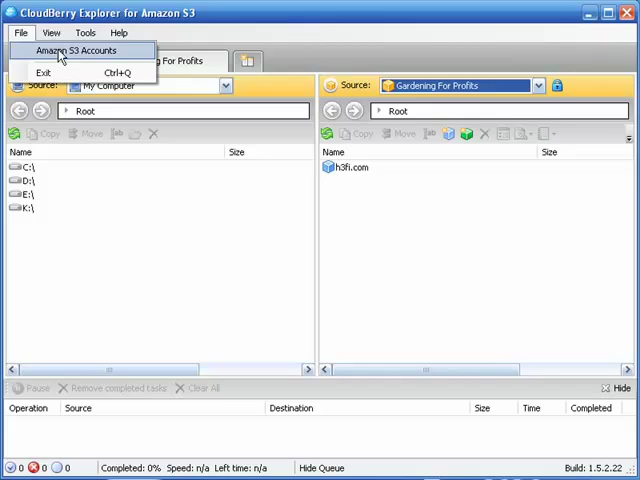 CloudBerry Explorer for Amazon S3
File View Tools Help
Amazon S3 Accounts
Exit Ctrl+Q
g For Profits
Source: My Computer
Source: Gardening For Profits
Root
Root
Copy Move
Copy Move
Name Size
Name Size
C:\
D:\
E:\
K:\
h3fi.com
Pause Remove completed tasks Clear All
Hide
Operation Source Destination Size Time Completed
0 0 0 Completed: 0% Speed: n/a Left time: n/a Hide Queue Build: 1.5.2.22